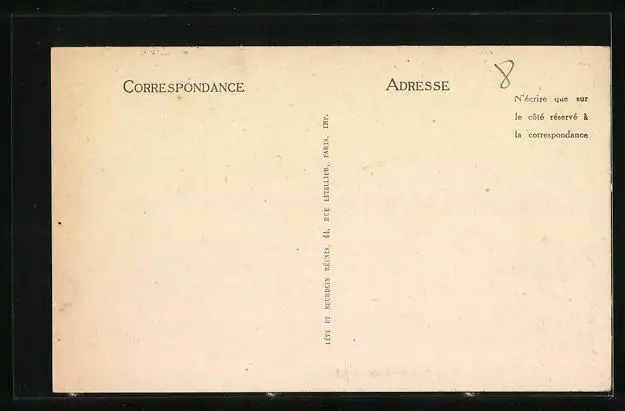 CORRESPONDANCE
ADRESSE
8
N'écrire que sur
le côté réservé à
la correspondance
LÉVY ET NEURDEIN RÉUNIS, 44, RUE LETELLIER, PARIS, IMP.